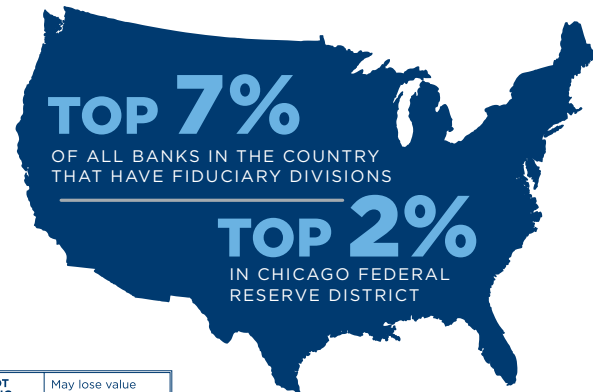 TOP 7%
OF ALL BANKS IN THE COUNTRY
THAT HAVE FIDUCIARY DIVISIONS
TOP 2%
IN CHICAGO FEDERAL
RESERVE DISTRICT
May lose value